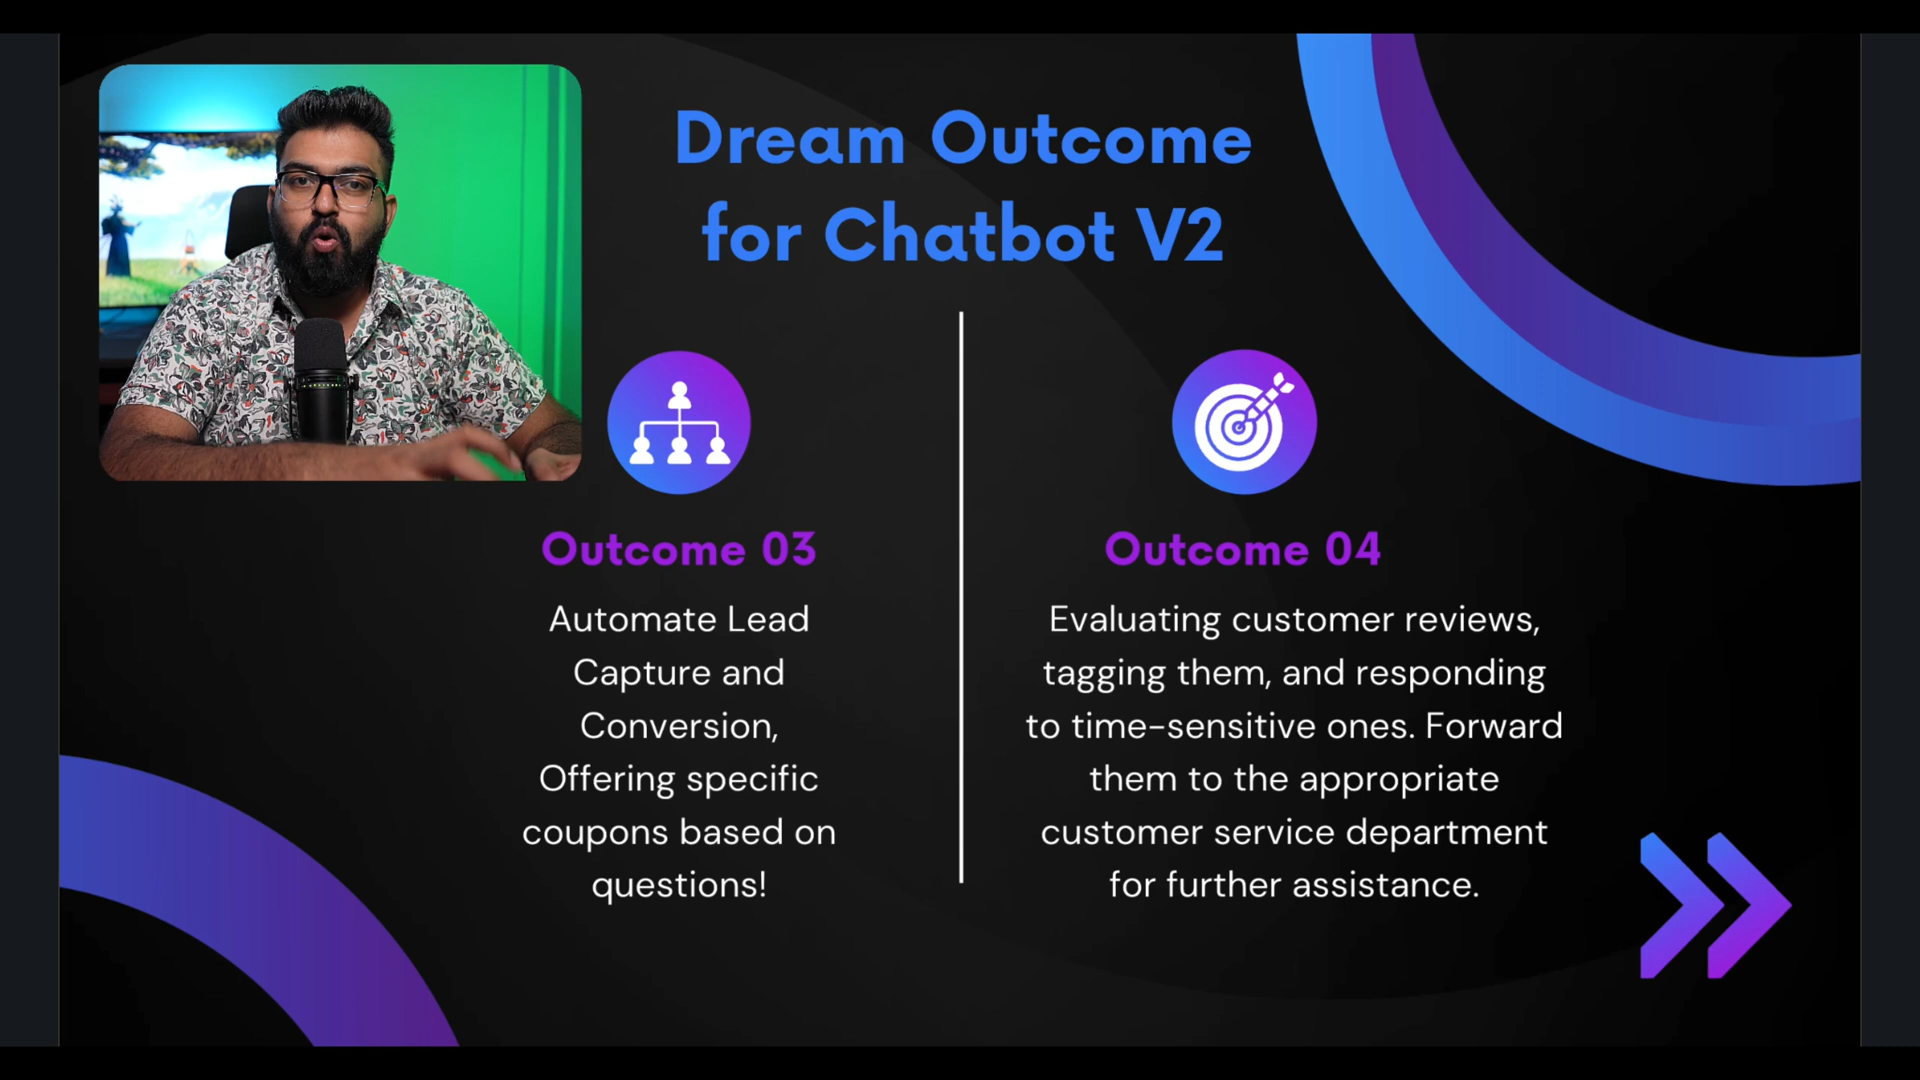 Dream Outcome
for Chatbot V2
Outcome 03
Automate Lead
Capture and
Conversion,
Offering specific
coupons based on
questions!
Outcome 04
Evaluating customer reviews,
tagging them, and responding
to time-sensitive ones. Forward
them to the appropriate
customer service department
for further assistance.